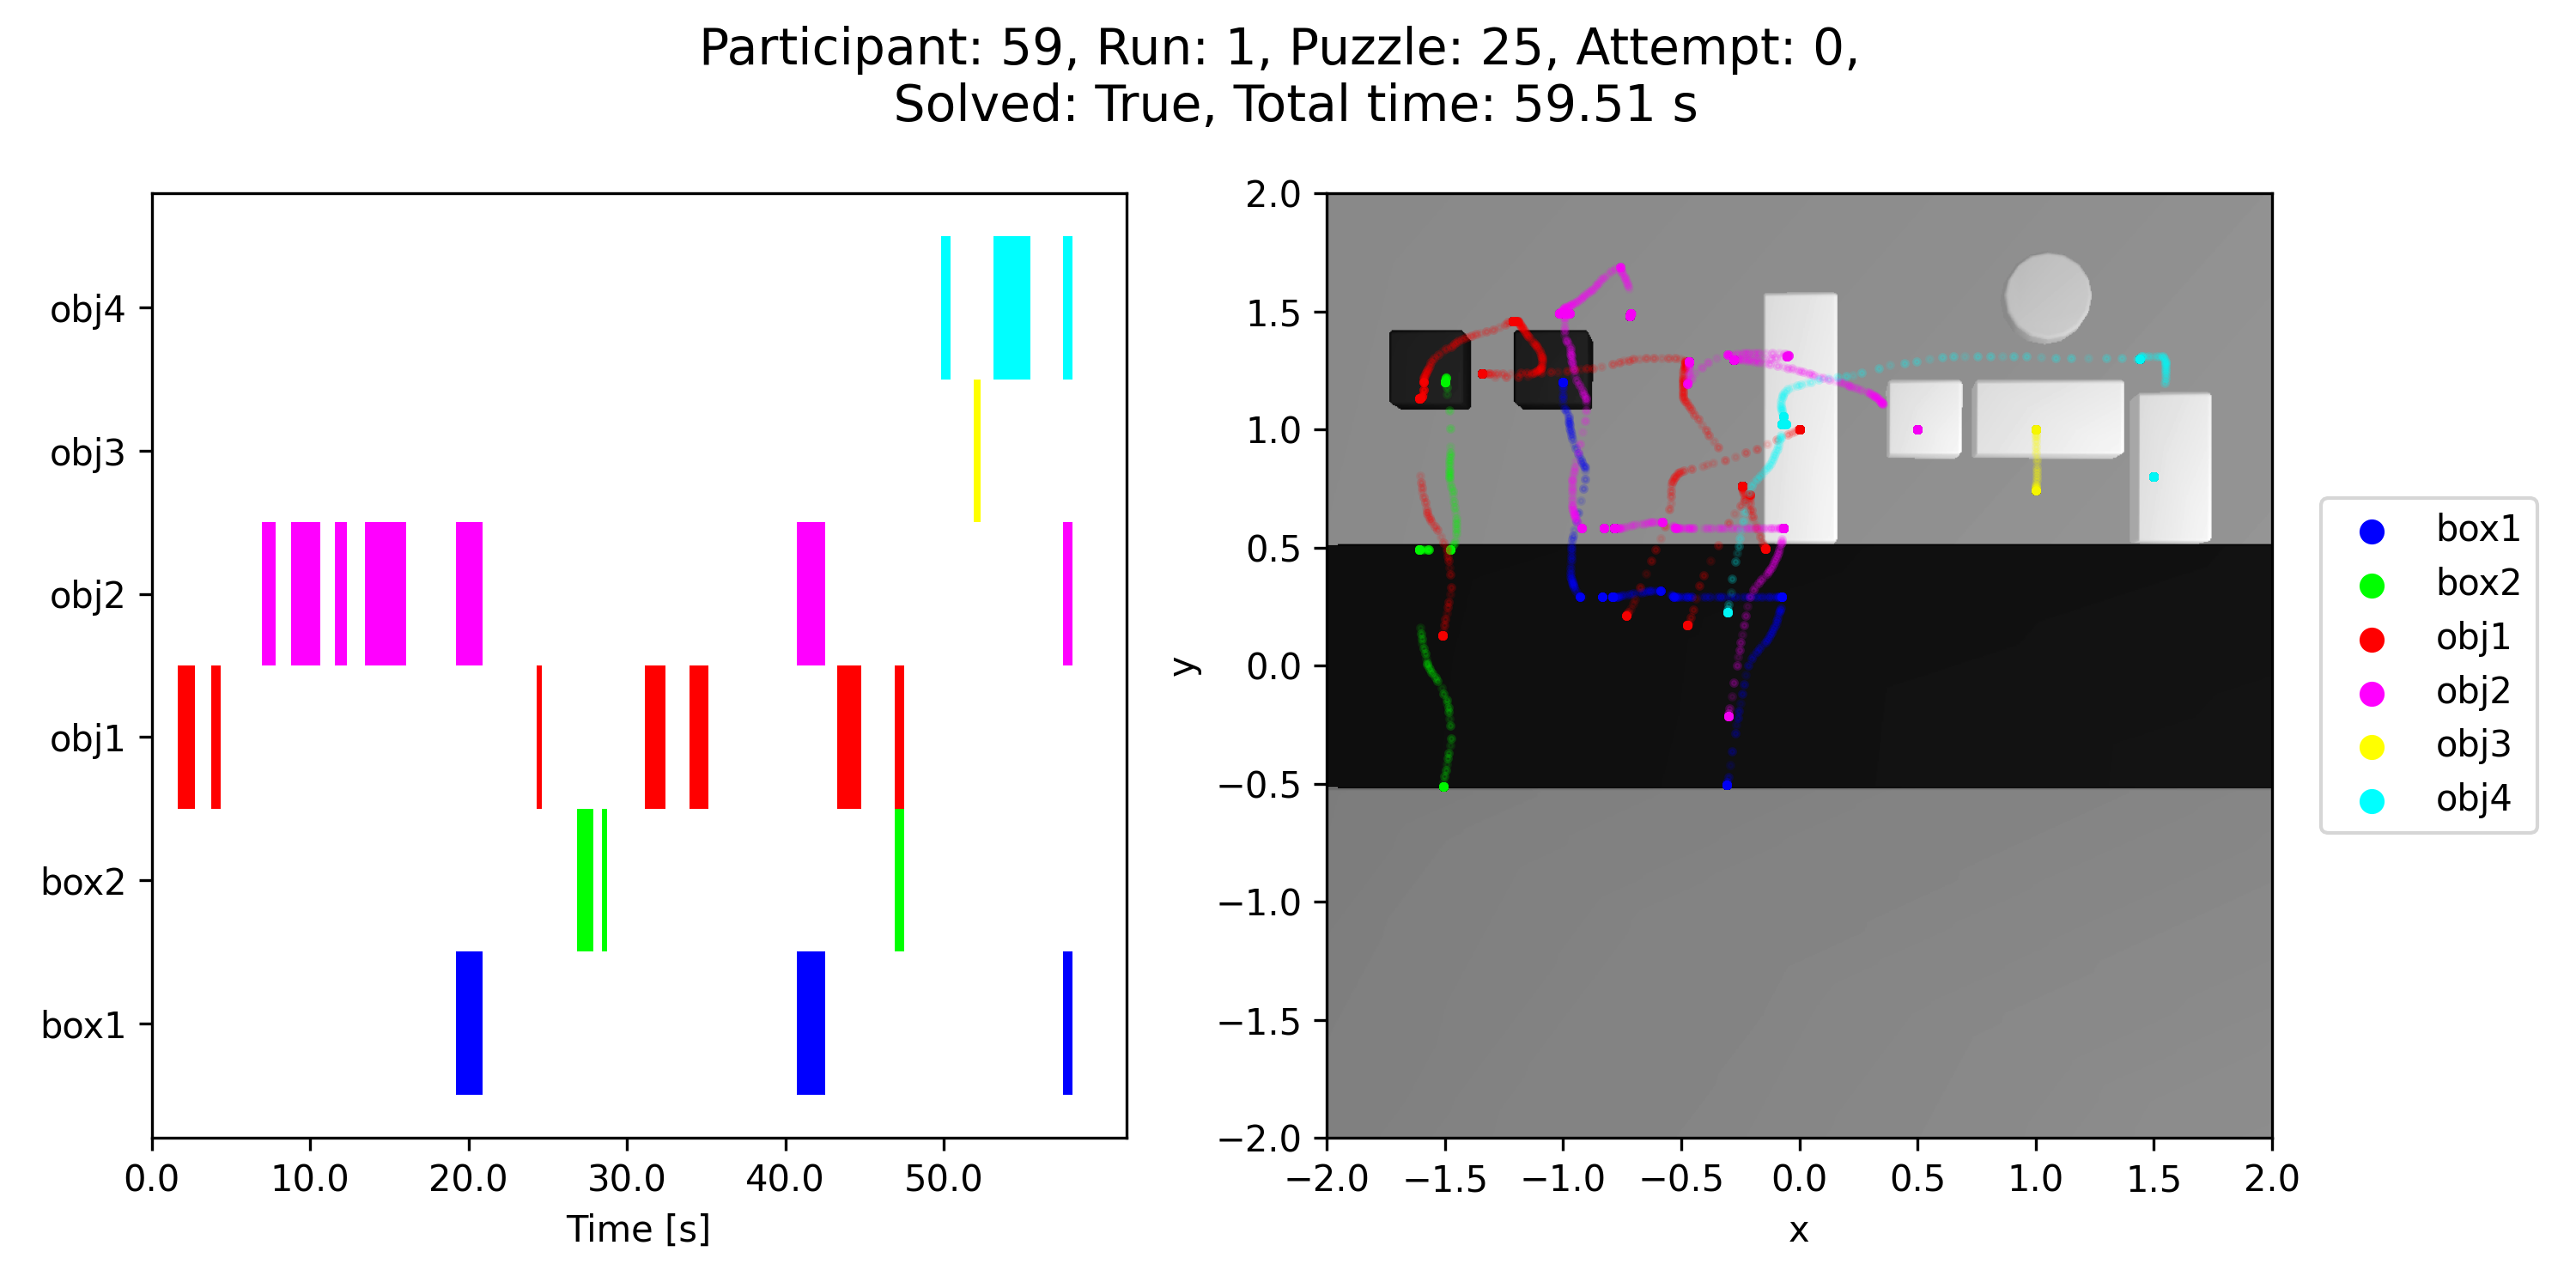 Participant: 59, Run: 1, Puzzle: 25, Attempt: 0,
Solved: True, Total time: 59.51 s
obj4
obj3
obj2
obj1
box2
box1
0.0 10.0 20.0 30.0 40.0 50.0
Time [s]
2.0
1.5
1.0
0.5
0.0
−0.5
−1.0
−1.5
−2.0
y
−2.0 −1.5 −1.0 −0.5 0.0 0.5 1.0 1.5 2.0
x
box1
box2
obj1
obj2
obj3
obj4